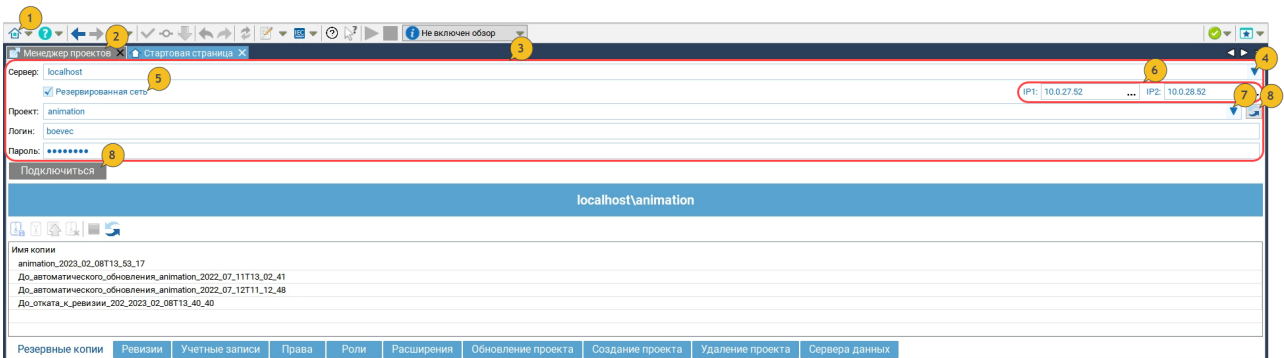 1
2
Не включен обзор
3
Менеджер проектов X Стартовая страница X
4
Сервер: localhost
5
6
Резервированная сеть
IP1: 10.0.27.52 ... IP2: 10.0.28.52
7
8
Проект: animation
Логин: boevec
Пароль: ●●●●●●●●
8
Подключиться
localhost\animation
Имя копии
animation_2023_02_08T13_53_17
До_автоматического_обновления_animation_2022_07_11T13_02_41
До_автоматического_обновления_animation_2022_07_12T11_12_48
До_отката_к_ревизии_202_2023_02_08T13_40_40
Резервные копии Ревизии Учетные записи Права Роли Расширения Обновление проекта Создание проекта Удаление проекта Сервера данных